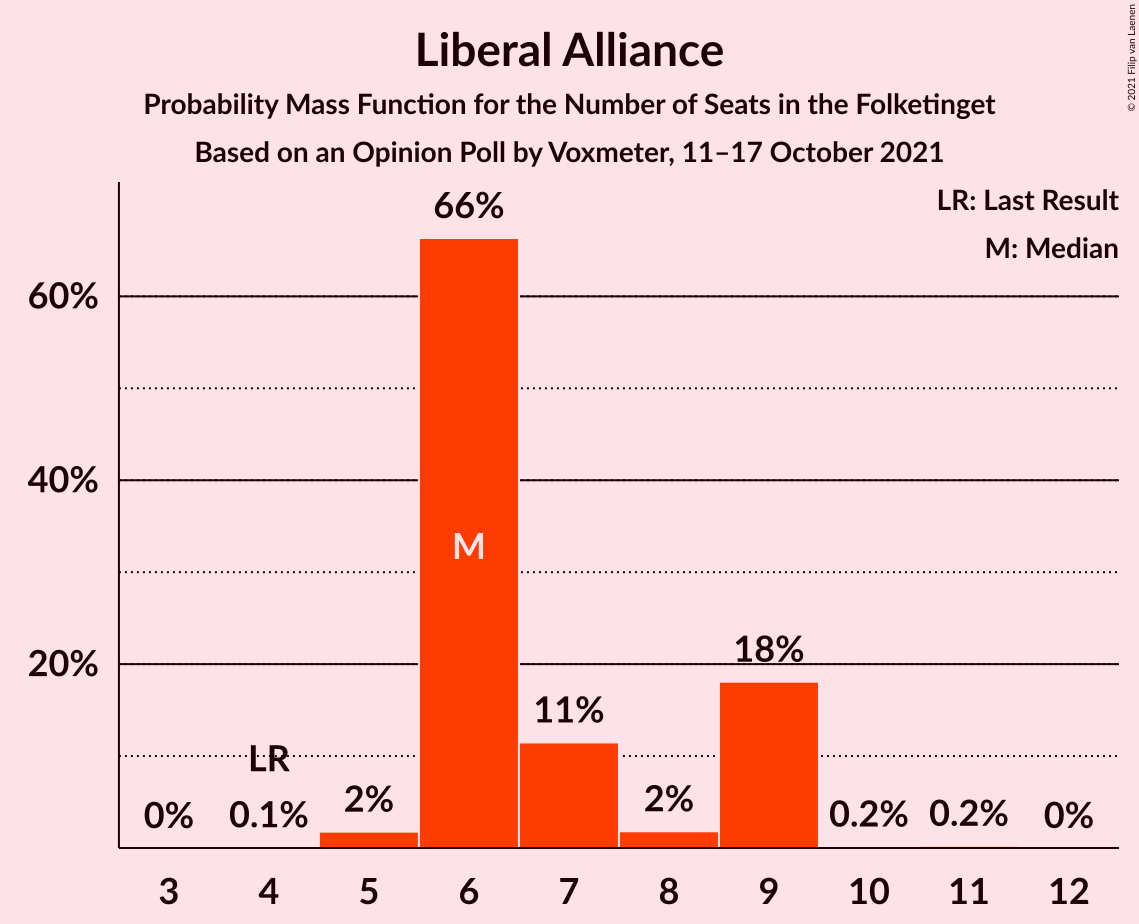 Liberal Alliance
Probability Mass Function for the Number of Seats in the Folketinget
Based on an Opinion Poll by Voxmeter, 11–17 October 2021
© 2021 Filip van Laenen
LR: Last Result
M: Median
66%
60%
M
40%
18%
20%
11%
LR
0%
0.1%
2%
2%
0.2%
0.2%
0%
3 4 5 6 7 8 9 10 11 12